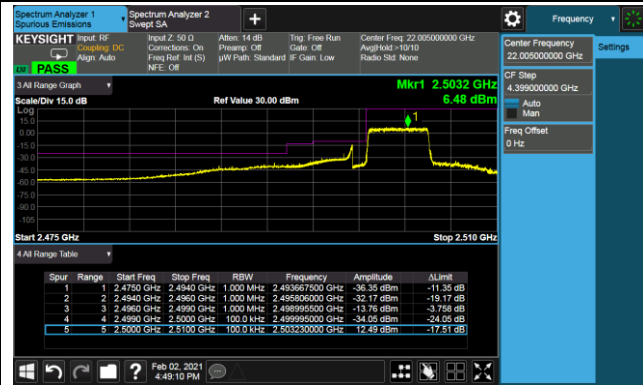 Spectrum Analyzer 1
Spurious Emissions
Spectrum Analyzer 2
Swept SA
+
Frequency
KEYSIGHT
Input: RF
Coupling: DC
Align: Auto
Input Z: 50 Ω
Corrections: On
Freq Ref: Int (S)
NFE: Off
Atten: 14 dB
Preamp: Off
µW Path: Standard
Trig: Free Run
Gate: Off
IF Gain: Low
Center Freq: 22.005000000 GHz
Avg|Hold:>10/10
Radio Std: None
LXI PASS
Center Frequency
22.005000000 GHz
Settings
CF Step
4.399000000 GHz
Auto
Man
Freq Offset
0 Hz
3 All Range Graph
Scale/Div 15.0 dB
Ref Value 30.00 dBm
Mkr1 2.5032 GHz
6.48 dBm
Log
15.0
0.00
-15.0
-30.0
-45.0
-60.0
-75.0
-90.0
-105
1
Start 2.475 GHz
Stop 2.510 GHz
4 All Range Table
Spur Range Start Freq Stop Freq RBW Frequency Amplitude ΔLimit
1 1 2.4750 GHz 2.4940 GHz 1.000 MHz 2.493667500 GHz -36.35 dBm -11.35 dB
2 2 2.4940 GHz 2.4960 GHz 1.000 MHz 2.495806000 GHz -32.17 dBm -19.17 dB
3 3 2.4960 GHz 2.4990 GHz 1.000 MHz 2.498995500 GHz -13.76 dBm -3.758 dB
4 4 2.4990 GHz 2.5000 GHz 100.0 kHz 2.499995000 GHz -34.05 dBm -24.05 dB
5 5 2.5000 GHz 2.5100 GHz 100.0 kHz 2.503230000 GHz 12.49 dBm -17.51 dB
?
Feb 02, 2021
4:49:10 PM